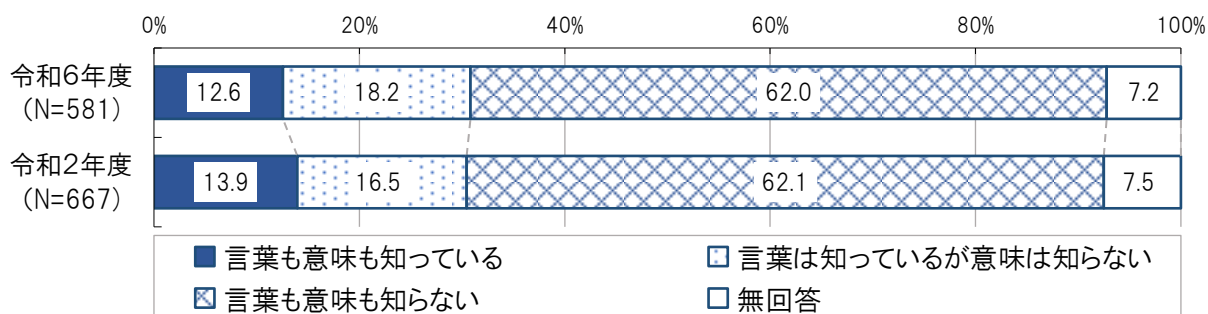 0% 20% 40% 60% 80% 100%
令和6年度
(N=581)
12.6 18.2 62.0 7.2
令和2年度
(N=667)
13.9 16.5 62.1 7.5
言葉も意味も知っている 言葉は知っているが意味は知らない
言葉も意味も知らない 無回答